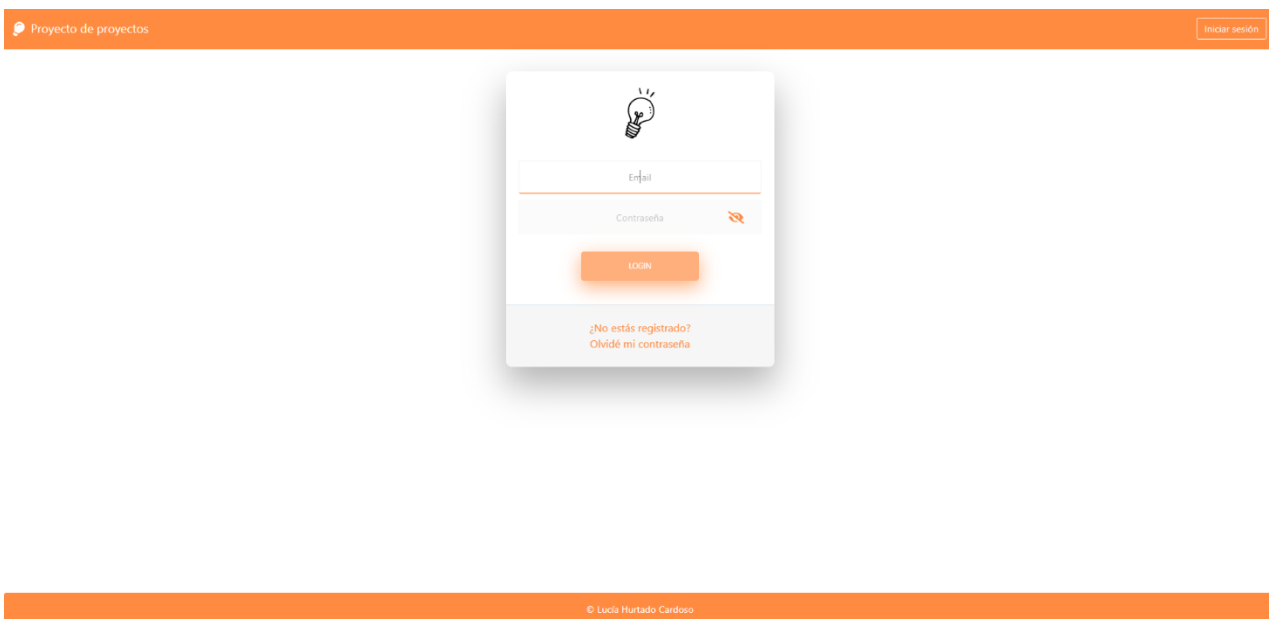 Proyecto de proyectos
Iniciar sesión
Email
Contraseña
LOGIN
¿No estás registrado?
Olvidé mi contraseña
© Lucía Hurtado Cardoso